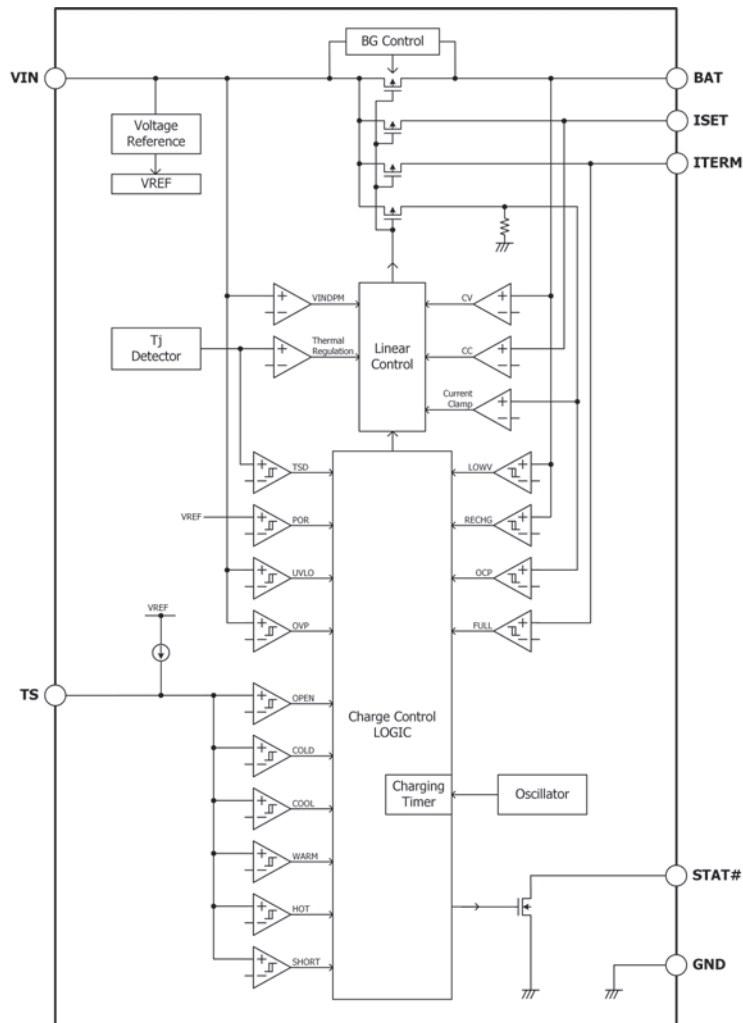 BG Control
VIN
BAT
Voltage
Reference
ISET
VREF
ITERM
VINDPM
CV
Tj
Detector
Thermal
Regulation
Linear
Control
CC
Current
Clamp
TSD
LOWV
VREF
POR
RECHG
UVLO
OCP
VREF
OVP
FULL
TS
OPEN
Charge Control
LOGIC
COLD
COOL
Charging
Timer
Oscillator
WARM
STAT#
HOT
SHORT
GND